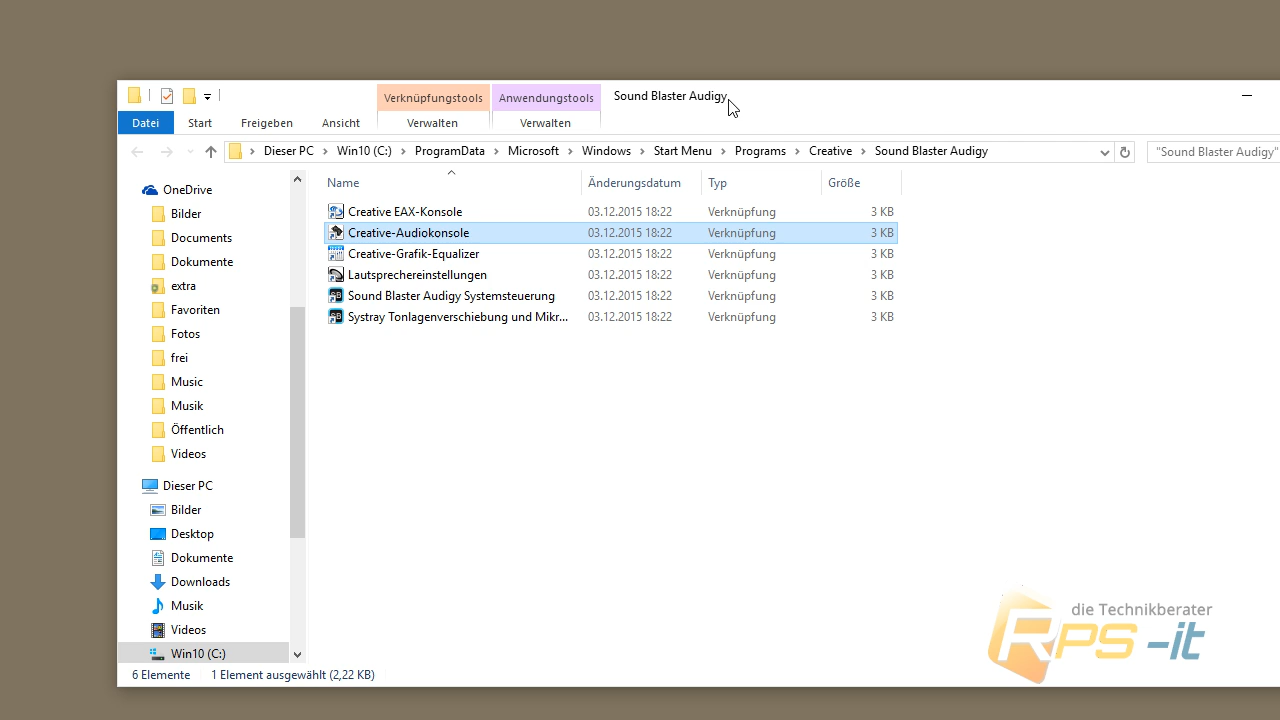 Verknüpfungstools Anwendungstools Sound Blaster Audigy
Datei Start Freigeben Ansicht Verwalten Verwalten
Dieser PC Win10 (C:) ProgramData Microsoft Windows Start Menu Programs Creative Sound Blaster Audigy
"Sound Blaster Audigy"
OneDrive
Bilder
Documents
Dokumente
extra
Favoriten
Fotos
frei
Music
Musik
Öffentlich
Videos
Dieser PC
Bilder
Desktop
Dokumente
Downloads
Musik
Videos
Win10 (C:)
Name Änderungsdatum Typ Größe
Creative EAX-Konsole 03.12.2015 18:22 Verknüpfung 3 KB
Creative-Audiokonsole 03.12.2015 18:22 Verknüpfung 3 KB
Creative-Grafik-Equalizer 03.12.2015 18:22 Verknüpfung 3 KB
Lautsprechereinstellungen 03.12.2015 18:22 Verknüpfung 3 KB
Sound Blaster Audigy Systemsteuerung 03.12.2015 18:22 Verknüpfung 3 KB
Systray Tonlagenverschiebung und Mikr... 03.12.2015 18:22 Verknüpfung 3 KB
6 Elemente 1 Element ausgewählt (2,22 KB)
die Technikberater
RPS-it